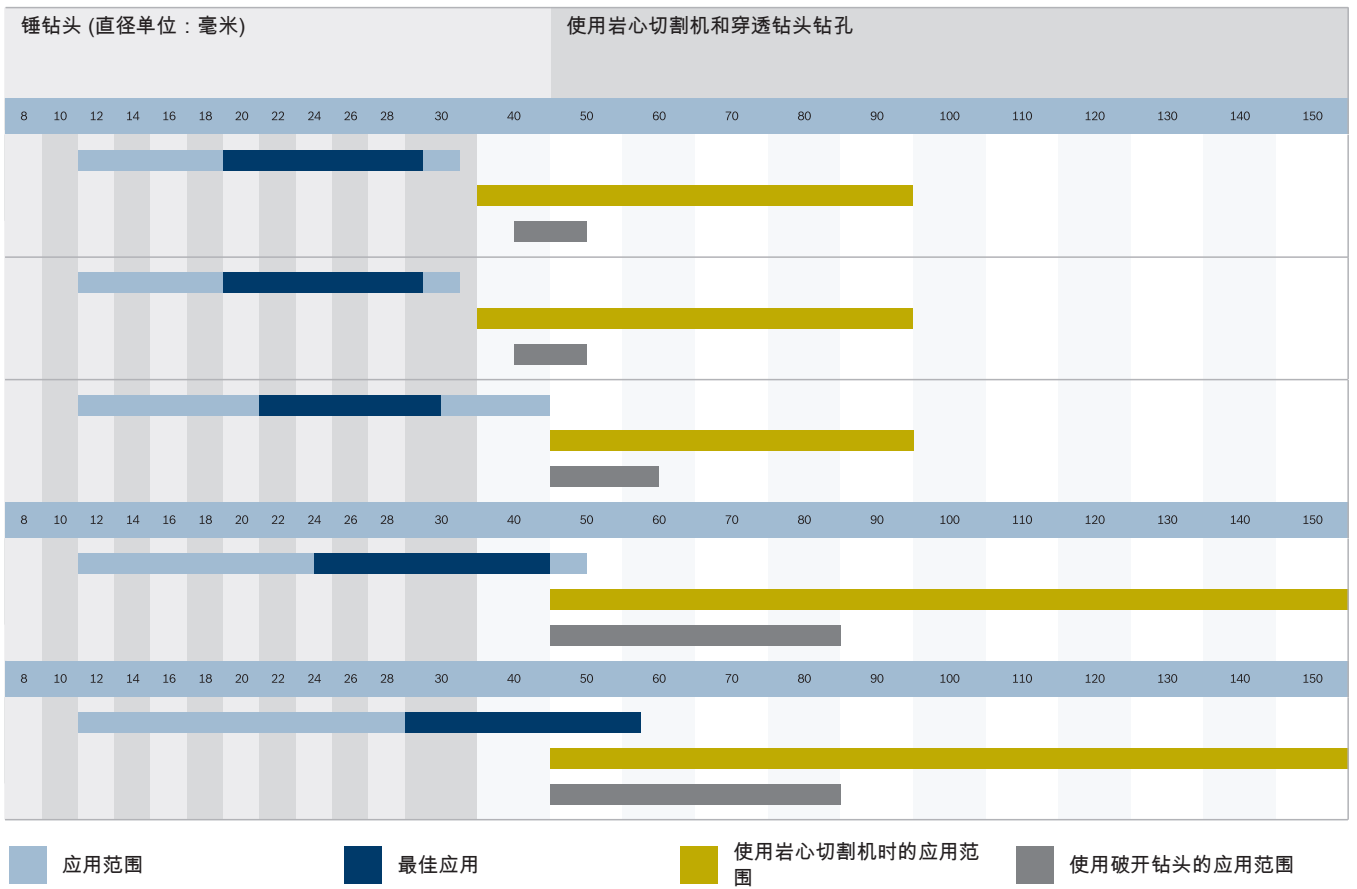 锤钻头 (直径单位：毫米)
使用岩心切割机和穿透钻头钻孔
8 10 12 14 16 18 20 22 24 26 28 30 40 50 60 70 80 90 100 110 120 130 140 150
8 10 12 14 16 18 20 22 24 26 28 30 40 50 60 70 80 90 100 110 120 130 140 150
8 10 12 14 16 18 20 22 24 26 28 30 40 50 60 70 80 90 100 110 120 130 140 150
应用范围
最佳应用
使用岩心切割机时的应用范
围
使用破开钻头的应用范围